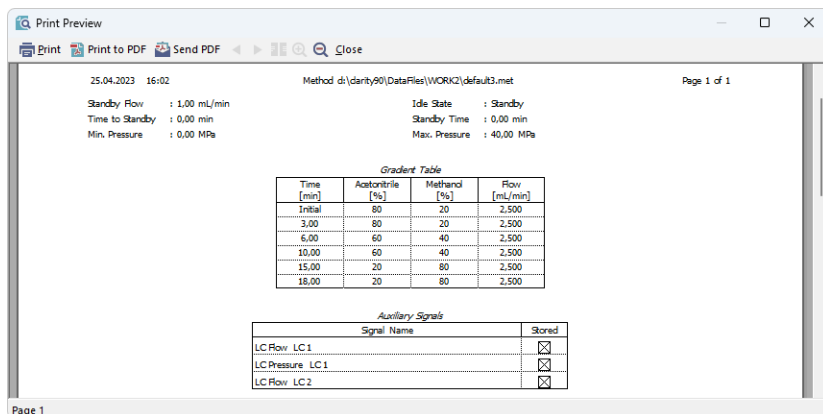 Print Preview
Print Print to PDF Send PDF Close
25.04.2023 16:02 Method d:\clarity90\DataFiles\WORK2\default3.met Page 1 of 1
Standby Flow : 1,00 mL/min Idle State : Standby
Time to Standby : 0,00 min Standby Time : 0,00 min
Min. Pressure : 0,00 MPa Max. Pressure : 40,00 MPa
Gradient Table
Time Acetonitrile Methanol Flow
[min] [%] [%] [mL/min]
Initial 80 20 2,500
3,00 80 20 2,500
6,00 60 40 2,500
10,00 60 40 2,500
15,00 20 80 2,500
18,00 20 80 2,500
Auxiliary Signals
Signal Name Stored
LC Flow LC 1
LC Pressure LC 1
LC Flow LC 2
Page 1